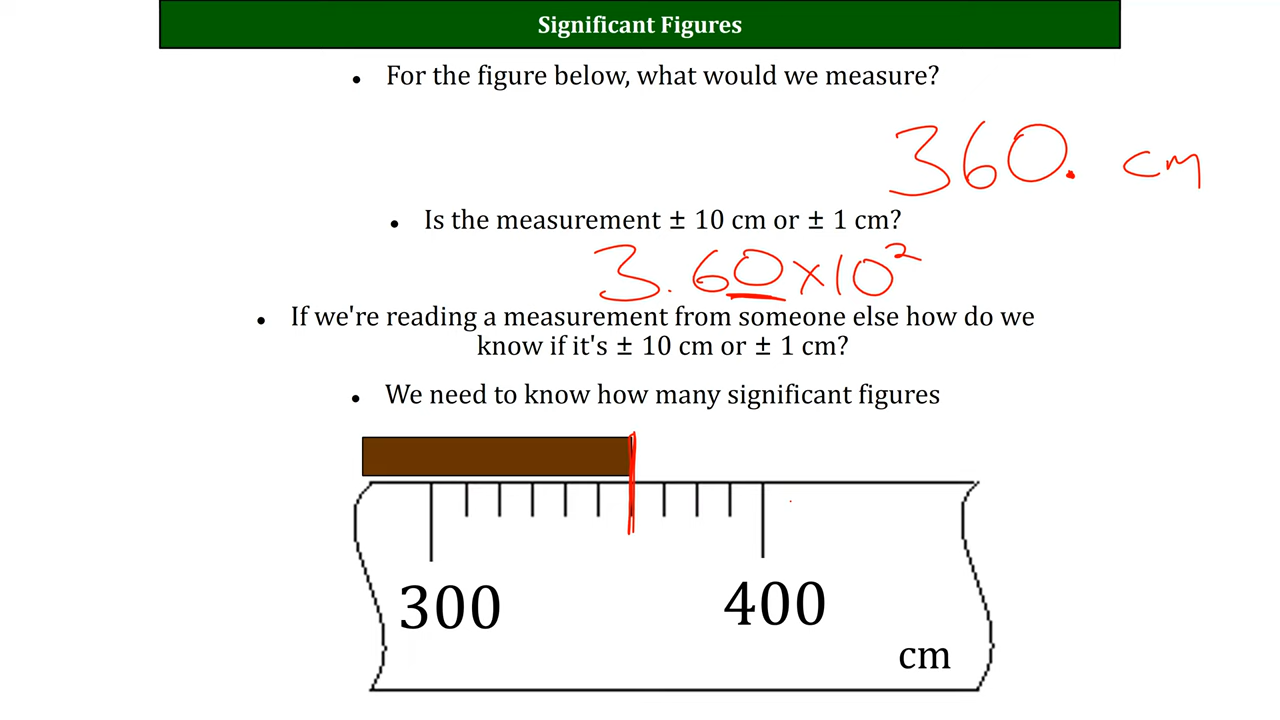 Significant Figures
• For the figure below, what would we measure?
360. cm
• Is the measurement ± 10 cm or ± 1 cm?
3.60×10²
• If we're reading a measurement from someone else how do we
know if it's ± 10 cm or ± 1 cm?
• We need to know how many significant figures
300 400
cm